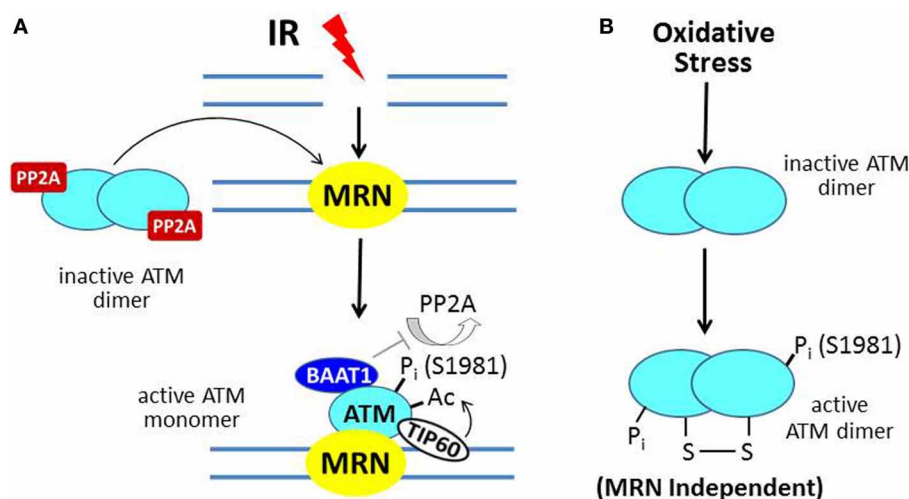 A
IR
PP2A
PP2A
inactive ATM
dimer
MRN
PP2A
BAAT1
Pi (S1981)
active ATM
monomer
ATM
Ac
TIP60
MRN
B
Oxidative
Stress
inactive ATM
dimer
Pi (S1981)
active
ATM dimer
Pi
S — S
(MRN Independent)